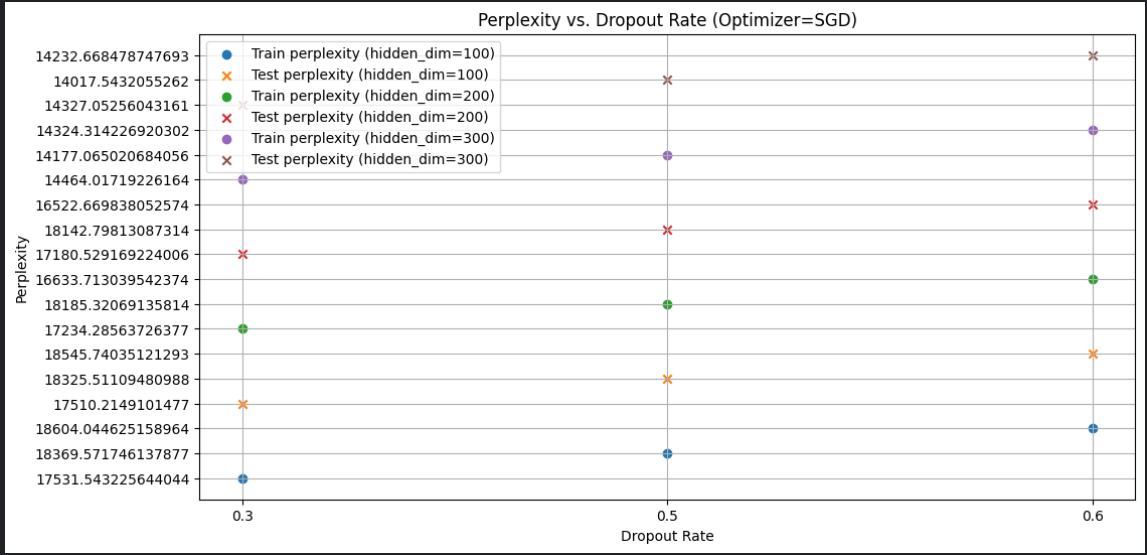 Perplexity vs. Dropout Rate (Optimizer=SGD)
14232.668478747693
14017.5432055262
14327.05256043161
14324.314226920302
14177.065020684056
14464.01719226164
16522.669838052574
18142.79813087314
17180.529169224006
16633.713039542374
18185.32069135814
17234.28563726377
18545.74035121293
18325.51109480988
17510.2149101477
18604.044625158964
18369.571746137877
17531.543225644044
Perplexity
Train perplexity (hidden_dim=100)
Test perplexity (hidden_dim=100)
Train perplexity (hidden_dim=200)
Test perplexity (hidden_dim=200)
Train perplexity (hidden_dim=300)
Test perplexity (hidden_dim=300)
0.3
0.5
0.6
Dropout Rate